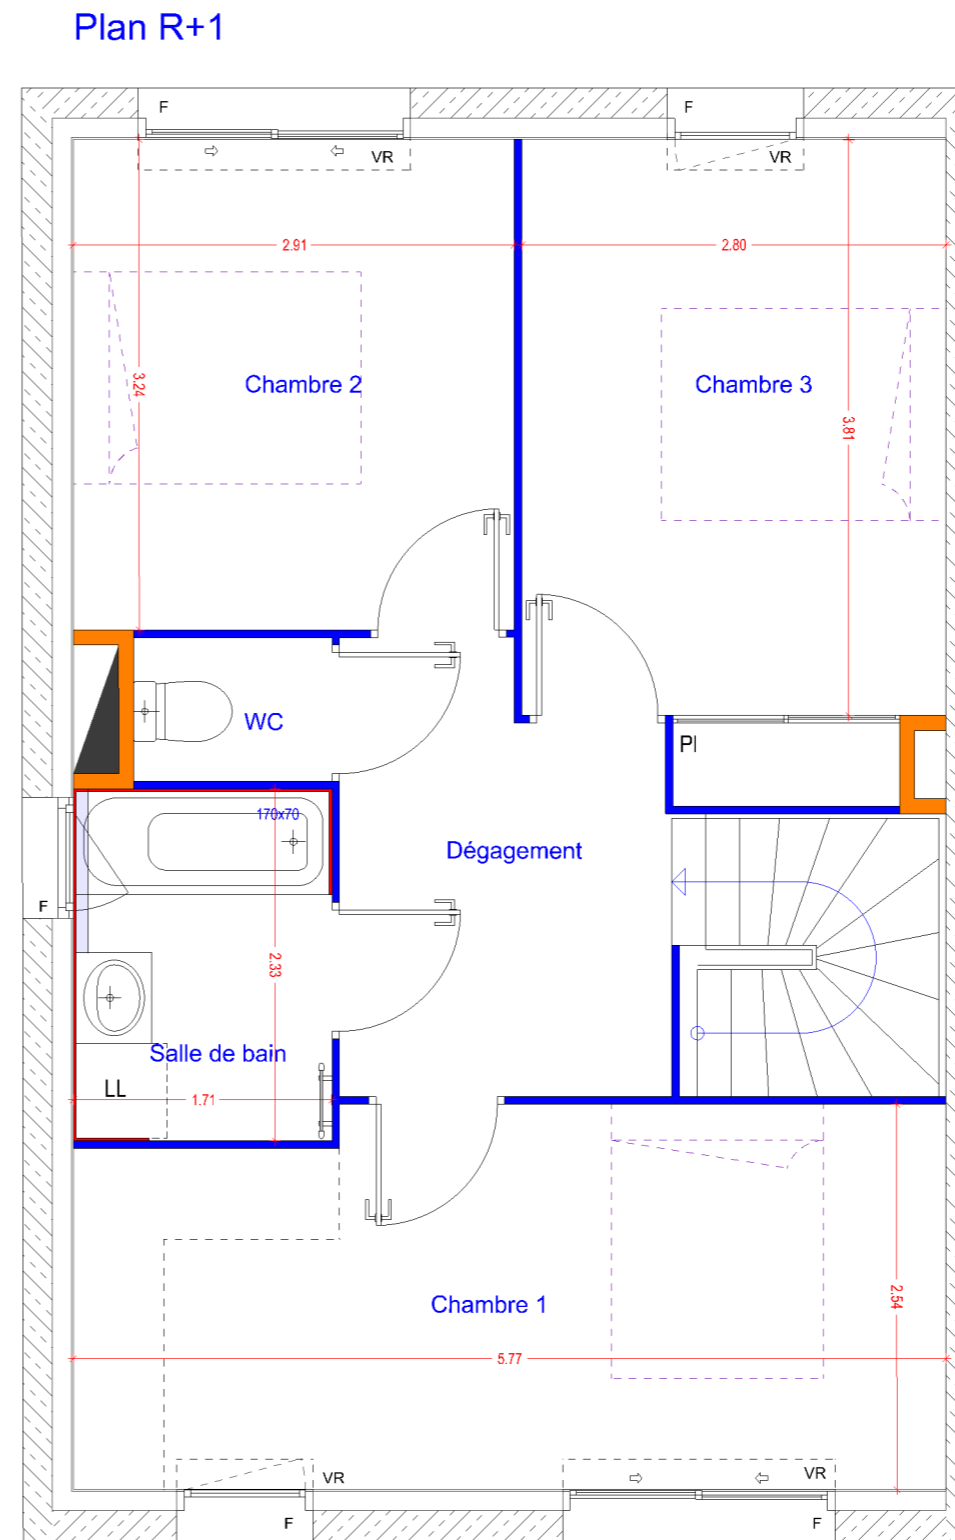 Plan R+1
F
F
VR
VR
2.91
2.80
3.24
Chambre 2
Chambre 3
3.81
WC
Pl
170x70
Dégagement
F
2.33
Salle de bain
LL
1.71
2.54
Chambre 1
5.77
VR
VR
F
F